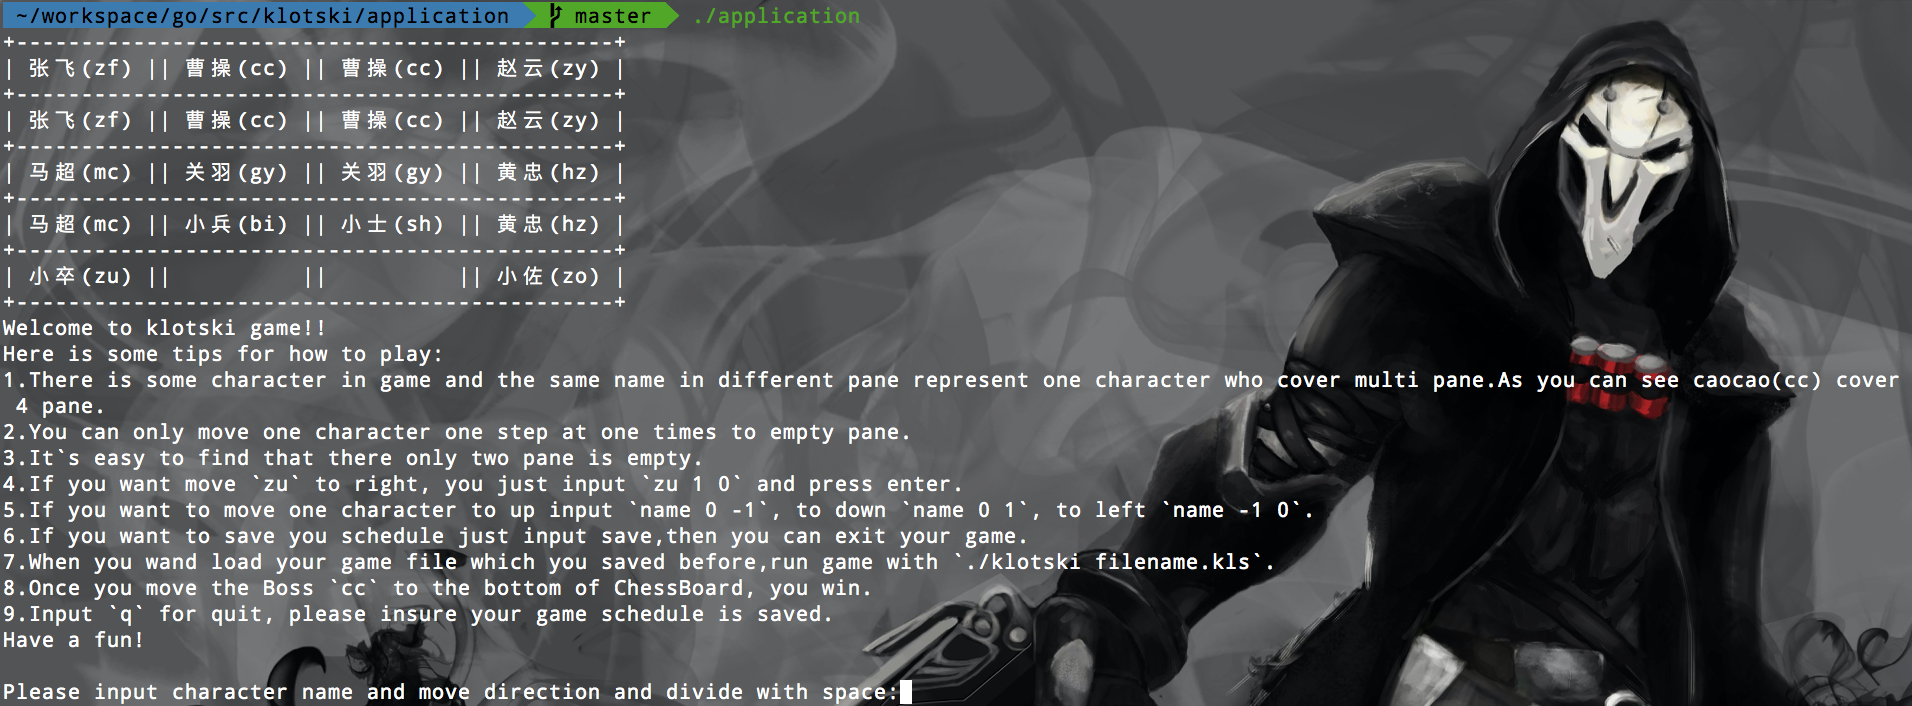 ~/workspace/go/src/klotski/application master ./application
+----------------------------------------------+
| 张飞(zf) || 曹操(cc) || 曹操(cc) || 赵云(zy) |
+----------------------------------------------+
| 张飞(zf) || 曹操(cc) || 曹操(cc) || 赵云(zy) |
+----------------------------------------------+
| 马超(mc) || 关羽(gy) || 关羽(gy) || 黄忠(hz) |
+----------------------------------------------+
| 马超(mc) || 小兵(bi) || 小士(sh) || 黄忠(hz) |
+----------------------------------------------+
| 小卒(zu) ||          ||          || 小佐(zo) |
+----------------------------------------------+
Welcome to klotski game!!
Here is some tips for how to play:
1.There is some character in game and the same name in different pane represent one character who cover multi pane.As you can see caocao(cc) cover
 4 pane.
2.You can only move one character one step at one times to empty pane.
3.It`s easy to find that there only two pane is empty.
4.If you want move `zu` to right, you just input `zu 1 0` and press enter.
5.If you want to move one character to up input `name 0 -1`, to down `name 0 1`, to left `name -1 0`.
6.If you want to save you schedule just input save,then you can exit your game.
7.When you wand load your game file which you saved before,run game with `./klotski filename.kls`.
8.Once you move the Boss `cc` to the bottom of ChessBoard, you win.
9.Input `q` for quit, please insure your game schedule is saved.
Have a fun!
Please input character name and move direction and divide with space: